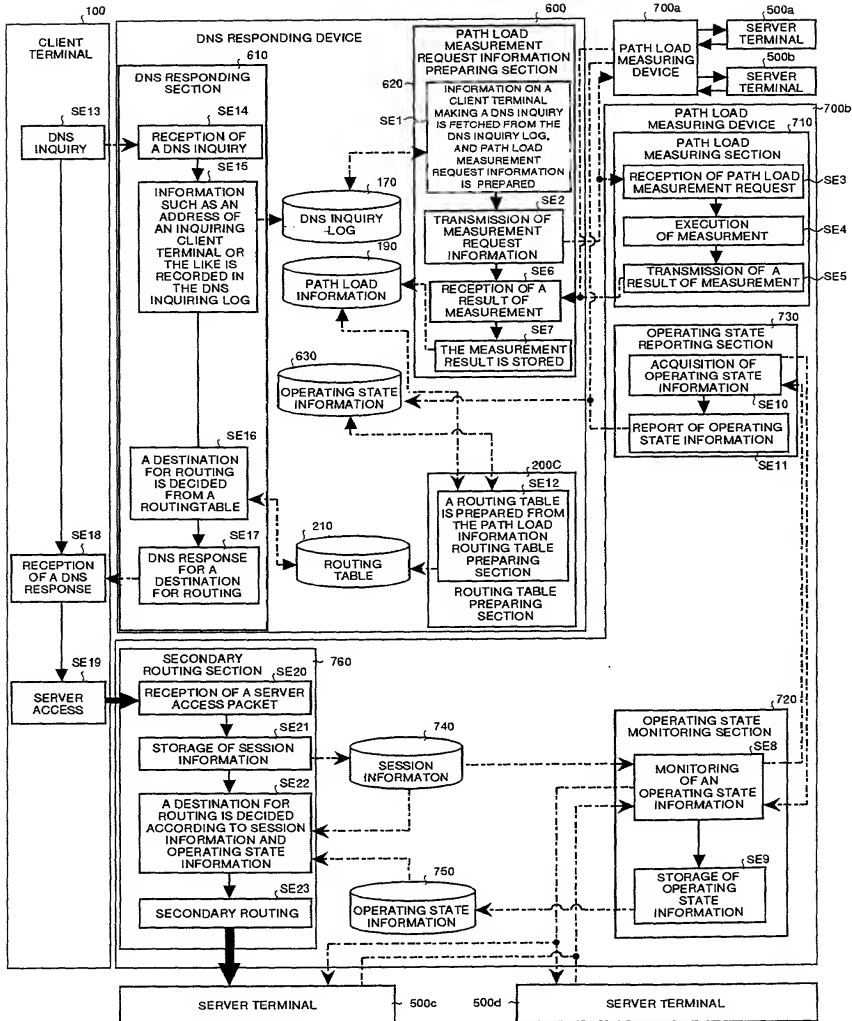 100
CLIENT
TERMINAL
SE13
DNS INQUIRY
SE18
RECEPTION
OF A DNS
RESPONSE
SE19
SERVER
ACCESS
600
DNS RESPONDING DEVICE
610
DNS RESPONDING
SECTION
SE14
RECEPTION OF
A DNS INQUIRY
SE15
INFORMATION
SUCH AS AN
ADDRESS OF
AN INQUIRING
CLIENT
TERMINAL OR
THE LIKE IS
RECORDED IN
THE DNS
INQUIRING LOG
SE16
A DESTINATION
FOR ROUTING
IS DECIDED
FROM A
ROUTINGTABLE
SE17
DNS RESPONSE
FOR A
DESTINATION
FOR ROUTING
170
DNS INQUIRY
LOG
190
PATH LOAD
INFORMATION
630
OPERATING STATE
INFORMATION
210
ROUTING
TABLE
PATH LOAD
MEASUREMENT
REQUEST INFORMATION
PREPARING SECTION
620
SE1
INFORMATION ON A
CLIENT TERMINAL
MAKING A DNS INQUIRY
IS FETCHED FROM THE
DNS INQUIRY LOG,
AND PATH LOAD
MEASUREMENT
REQUEST INFORMATION
IS PREPARED
SE2
TRANSMISSION OF
MEASUREMENT
REQUEST
INFORMATION
SE6
RECEPTION OF A
RESULT OF
MEASUREMENT
SE7
THE MEASUREMENT
RESULT IS STORED
200C
SE12
A ROUTING TABLE
IS PREPARED FROM
THE PATH LOAD
INFORMATION
ROUTING TABLE
PREPARING
SECTION
ROUTING TABLE
PREPARING
SECTION
700a
PATH LOAD
MEASURING
DEVICE
500a
SERVER
TERMINAL
500b
SERVER
TERMINAL
700b
PATH LOAD
MEASURING DEVICE
710
PATH LOAD
MEASURING SECTION
RECEPTION OF PATH LOAD
MEASUREMENT REQUEST
SE3
EXECUTION
OF MEASURMENT
SE4
TRANSMISSION OF A
RESULT OF MEASUREMENT
SE5
730
OPERATING STATE
REPORTING SECTION
ACQUISITION
OF OPERATING STATE
INFORMATION
SE10
REPORT OF OPERATING
STATE INFORMATION
SE11
SECONDARY
ROUTING SECTION
760
SE20
RECEPTION OF A SERVER
ACCESS PACKET
SE21
STORAGE OF SESSION
INFORMATION
SE22
A DESTINATION FOR
ROUTING IS DECIDED
ACCORDING TO SESSION
INFORMATION AND
OPERATING STATE
INFORMATION
SE23
SECONDARY ROUTING
740
SESSION
INFORMATON
750
OPERATING STATE
INFORMATION
720
OPERATING STATE
MONITORING SECTION
SE8
MONITORING
OF AN
OPERATING STATE
INFORMATION
SE9
STORAGE OF
OPERATING
STATE
INFORMATION
SERVER TERMINAL
500c
500d
SERVER TERMINAL